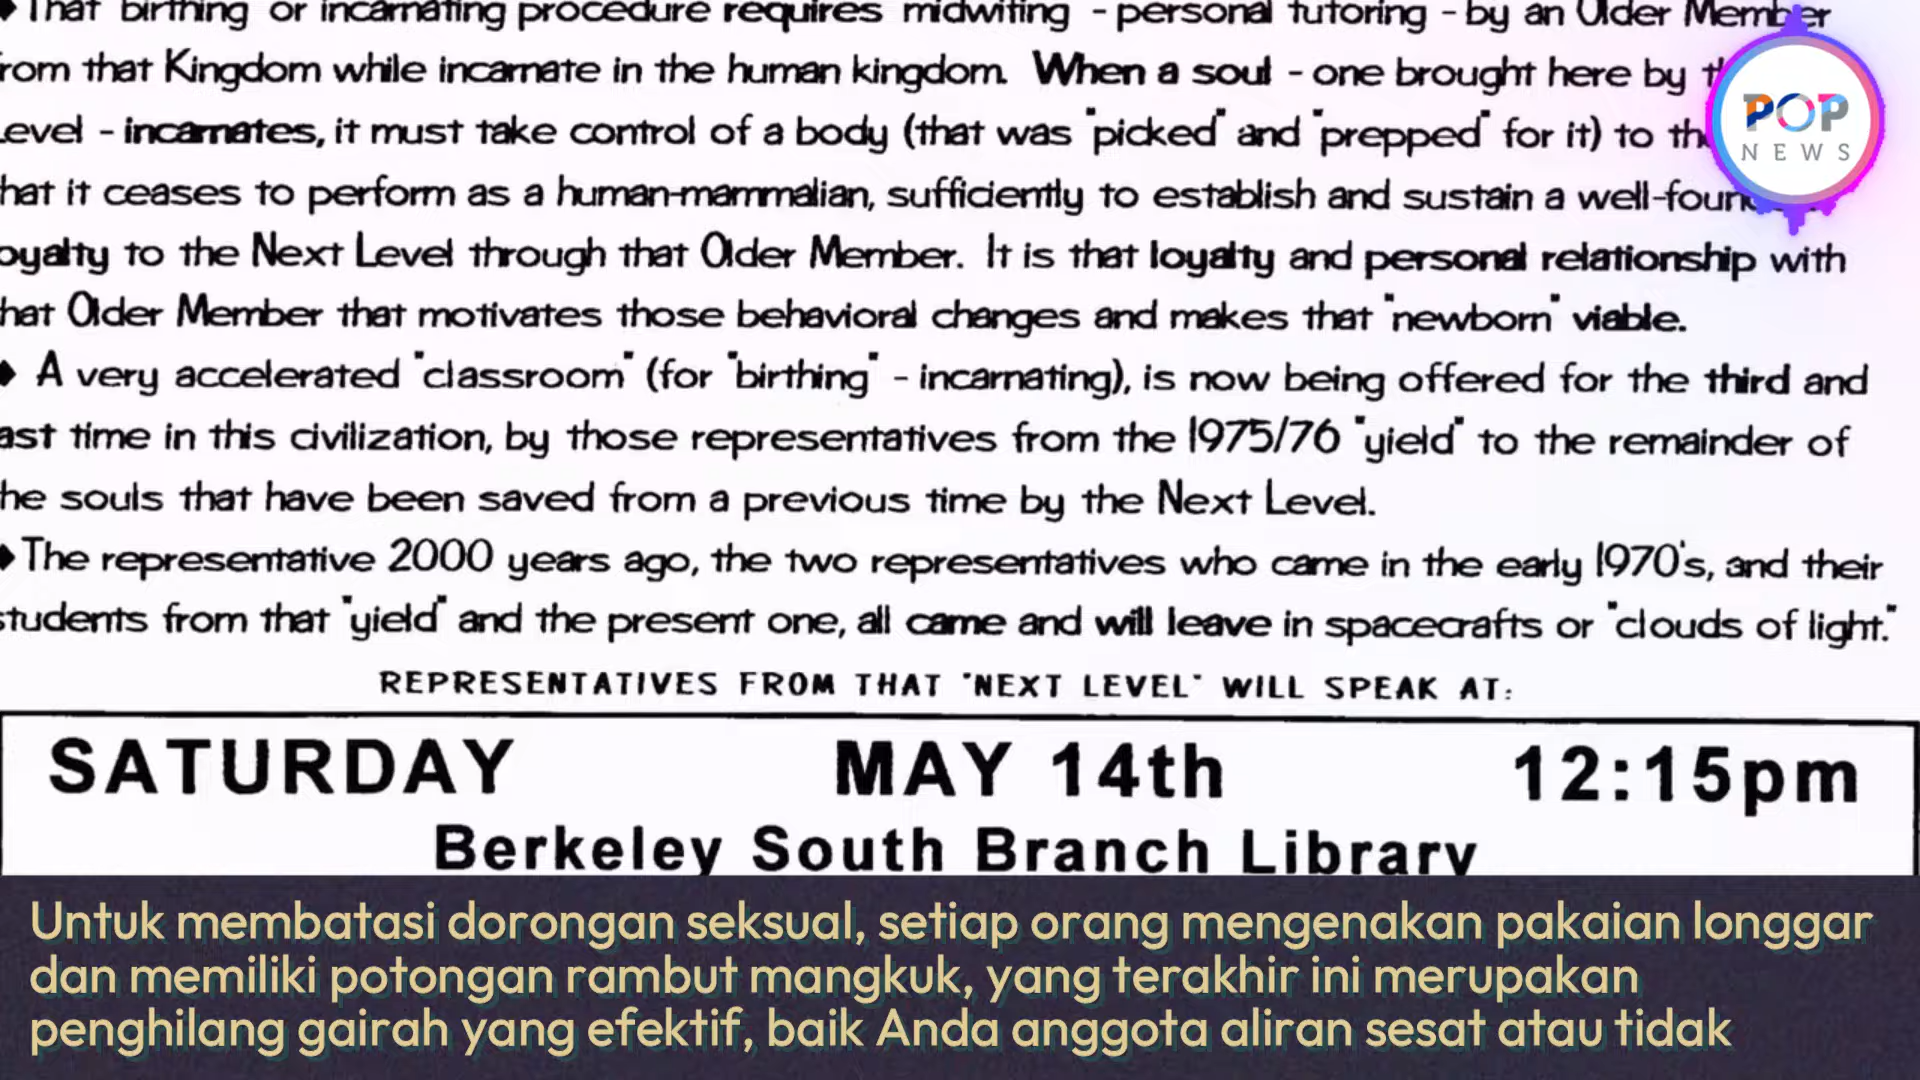 That birthing or incarnating procedure requires midwifing - personal tutoring - by an Older Member
rom that Kingdom while incarnate in the human kingdom. When a soul - one brought here by
evel - incarnates, it must take control of a body (that was "picked" and "prepped" for it) to
hat it ceases to perform as a human-mammalian, sufficiently to establish and sustain a
oyalty to the Next Level through that Older Member. It is that loyalty and personal relationship with
hat Older Member that motivates those behavioral changes and makes that "newborn" viable.
♦ A very accelerated "classroom" (for "birthing" - incarnating), is now being offered for the third and
ast time in this civilization, by those representatives from the 1975/76 "yield" to the remainder of
he souls that have been saved from a previous time by the Next Level.
♦ The representative 2000 years ago, the two representatives who came in the early 1970's, and their
students from that "yield" and the present one, all came and will leave in spacecrafts or "clouds of light."
REPRESENTATIVES FROM THAT "NEXT LEVEL" WILL SPEAK AT:
SATURDAY MAY 14th 12:15pm
Berkeley South Branch Library
POP
NEWS
Untuk membatasi dorongan seksual, setiap orang mengenakan pakaian longgar
dan memiliki potongan rambut mangkuk, yang terakhir ini merupakan
penghilang gairah yang efektif, baik Anda anggota aliran sesat atau tidak